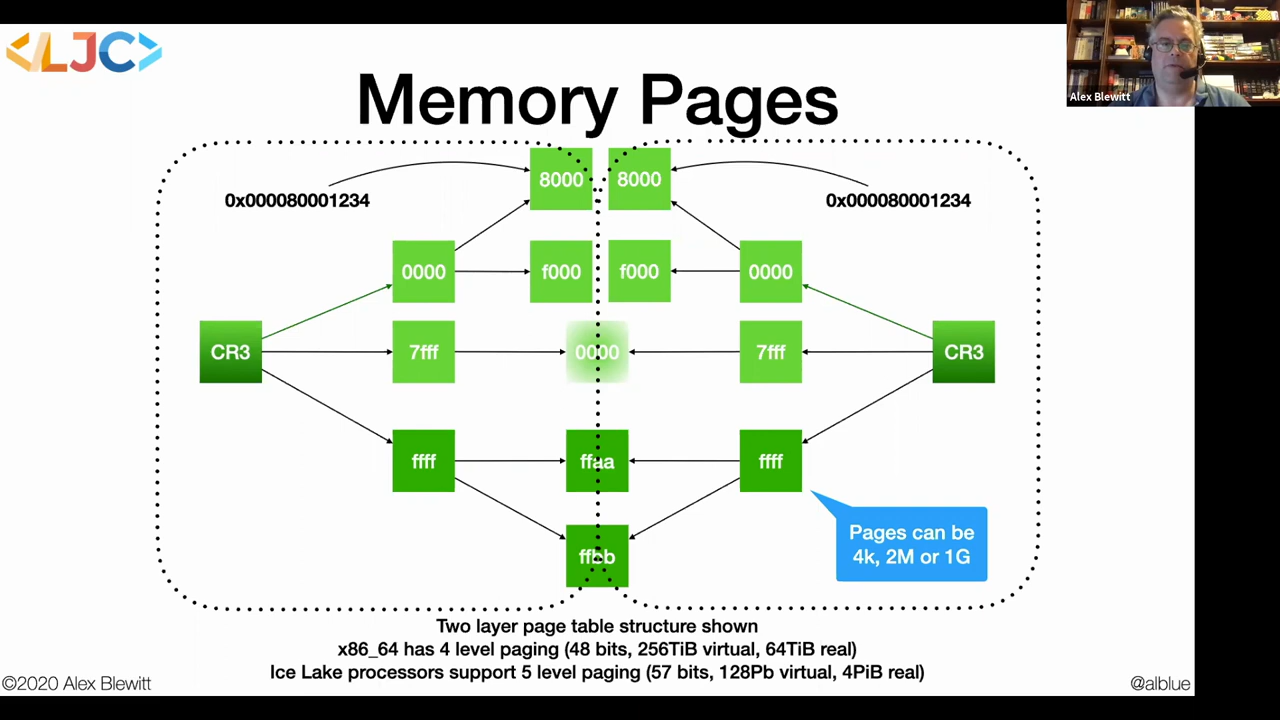 <LJC>
Alex Blewitt
Memory Pages
8000 8000
0x000080001234 0x000080001234
0000 f000 f000 0000
CR3 7fff 0000 7fff CR3
ffff ffaa ffff
Pages can be
4k, 2M or 1G
ffbb
Two layer page table structure shown
x86_64 has 4 level paging (48 bits, 256TiB virtual, 64TiB real)
Ice Lake processors support 5 level paging (57 bits, 128Pb virtual, 4PiB real)
©2020 Alex Blewitt
@alblue